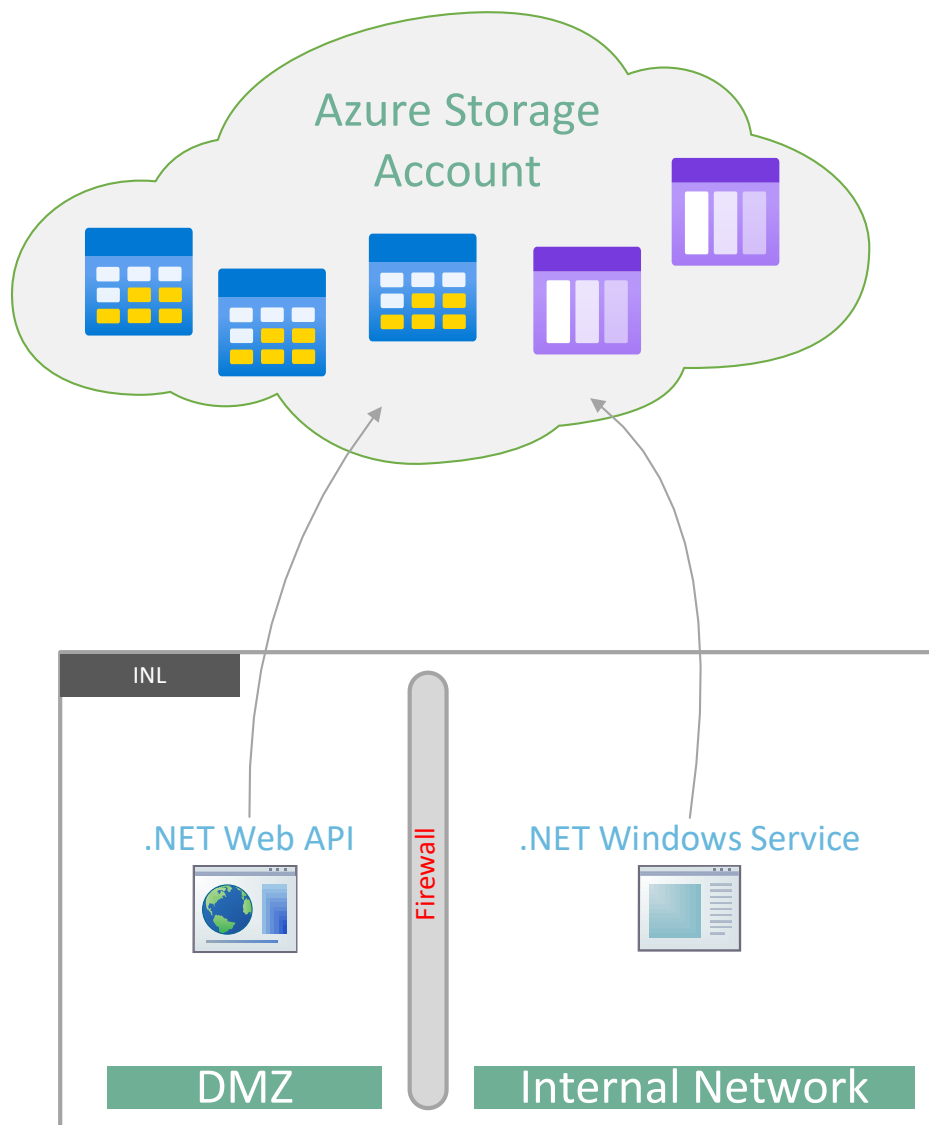 Azure Storage
Account
INL
.NET Web API
Firewall
.NET Windows Service
DMZ
Internal Network